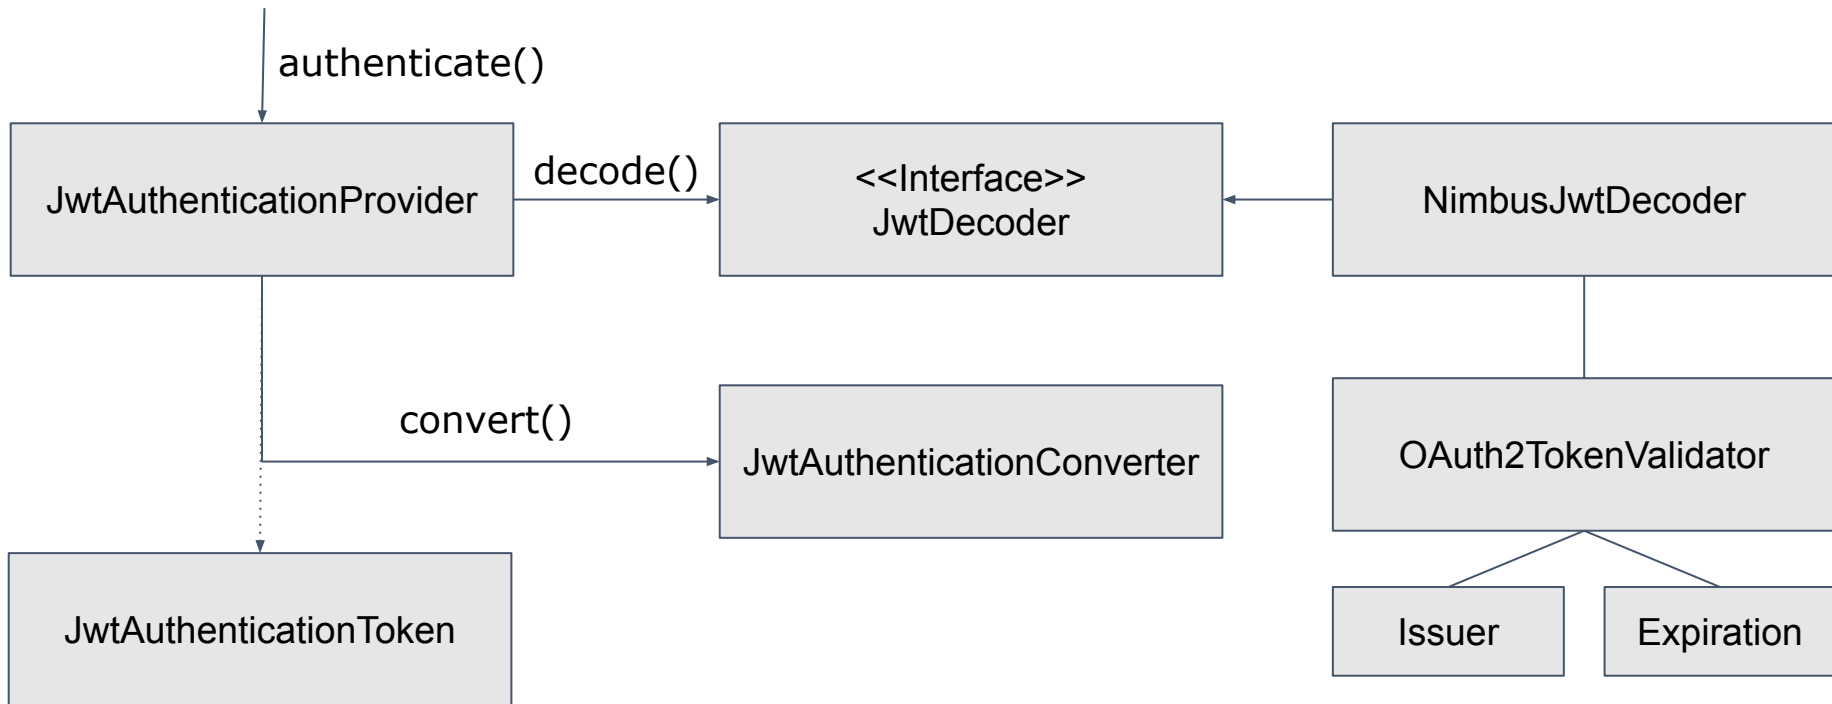 authenticate()
JwtAuthenticationProvider
decode()
<<Interface>>
JwtDecoder
NimbusJwtDecoder
convert()
JwtAuthenticationConverter
OAuth2TokenValidator
JwtAuthenticationToken
Issuer
Expiration